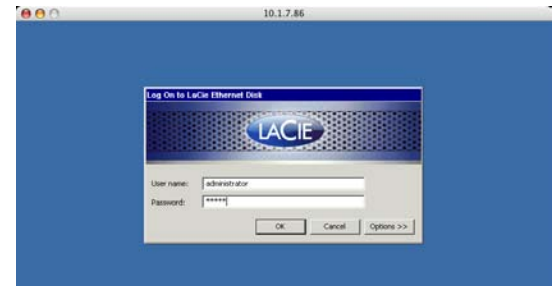 10.1.7.86
Log On to LaCie Ethernet Disk
LACIE
User name: administrator
Password: *****
OK Cancel Options >>